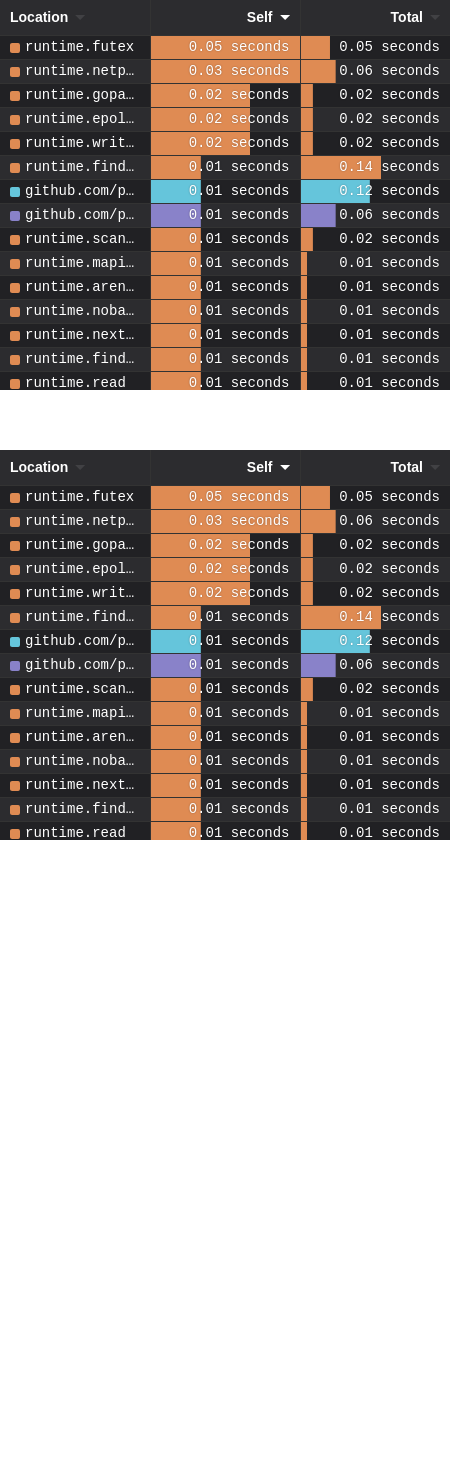 Location Self Total
runtime.futex 0.05 seconds 0.05 seconds
runtime.netp… 0.03 seconds 0.06 seconds
runtime.gopa… 0.02 seconds 0.02 seconds
runtime.epol… 0.02 seconds 0.02 seconds
runtime.writ… 0.02 seconds 0.02 seconds
runtime.find… 0.01 seconds 0.14 seconds
github.com/p… 0.01 seconds 0.12 seconds
github.com/p… 0.01 seconds 0.06 seconds
runtime.scan… 0.01 seconds 0.02 seconds
runtime.mapi… 0.01 seconds 0.01 seconds
runtime.aren… 0.01 seconds 0.01 seconds
runtime.noba… 0.01 seconds 0.01 seconds
runtime.next… 0.01 seconds 0.01 seconds
runtime.find… 0.01 seconds 0.01 seconds
runtime.read 0.01 seconds 0.01 seconds
Location Self Total
runtime.futex 0.05 seconds 0.05 seconds
runtime.netp… 0.03 seconds 0.06 seconds
runtime.gopa… 0.02 seconds 0.02 seconds
runtime.epol… 0.02 seconds 0.02 seconds
runtime.writ… 0.02 seconds 0.02 seconds
runtime.find… 0.01 seconds 0.14 seconds
github.com/p… 0.01 seconds 0.12 seconds
github.com/p… 0.01 seconds 0.06 seconds
runtime.scan… 0.01 seconds 0.02 seconds
runtime.mapi… 0.01 seconds 0.01 seconds
runtime.aren… 0.01 seconds 0.01 seconds
runtime.noba… 0.01 seconds 0.01 seconds
runtime.next… 0.01 seconds 0.01 seconds
runtime.find… 0.01 seconds 0.01 seconds
runtime.read 0.01 seconds 0.01 seconds